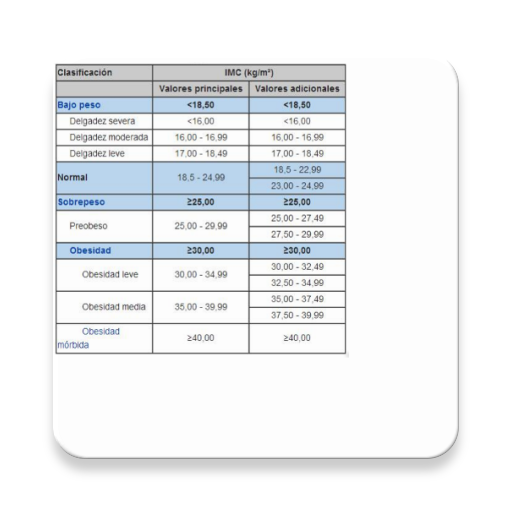 Clasificación IMC (kg/m²)
Valores principales Valores adicionales
Bajo peso <18,50 <18,50
Delgadez severa <16,00 <16,00
Delgadez moderada 16,00 - 16,99 16,00 - 16,99
Delgadez leve 17,00 - 18,49 17,00 - 18,49
Normal 18,5 - 24,99 18,5 - 22,99
23,00 - 24,99
Sobrepeso ≥25,00 ≥25,00
Preobeso 25,00 - 29,99 25,00 - 27,49
27,50 - 29,99
Obesidad ≥30,00 ≥30,00
Obesidad leve 30,00 - 34,99 30,00 - 32,49
32,50 - 34,99
Obesidad media 35,00 - 39,99 35,00 - 37,49
37,50 - 39,99
Obesidad
mórbida ≥40,00 ≥40,00